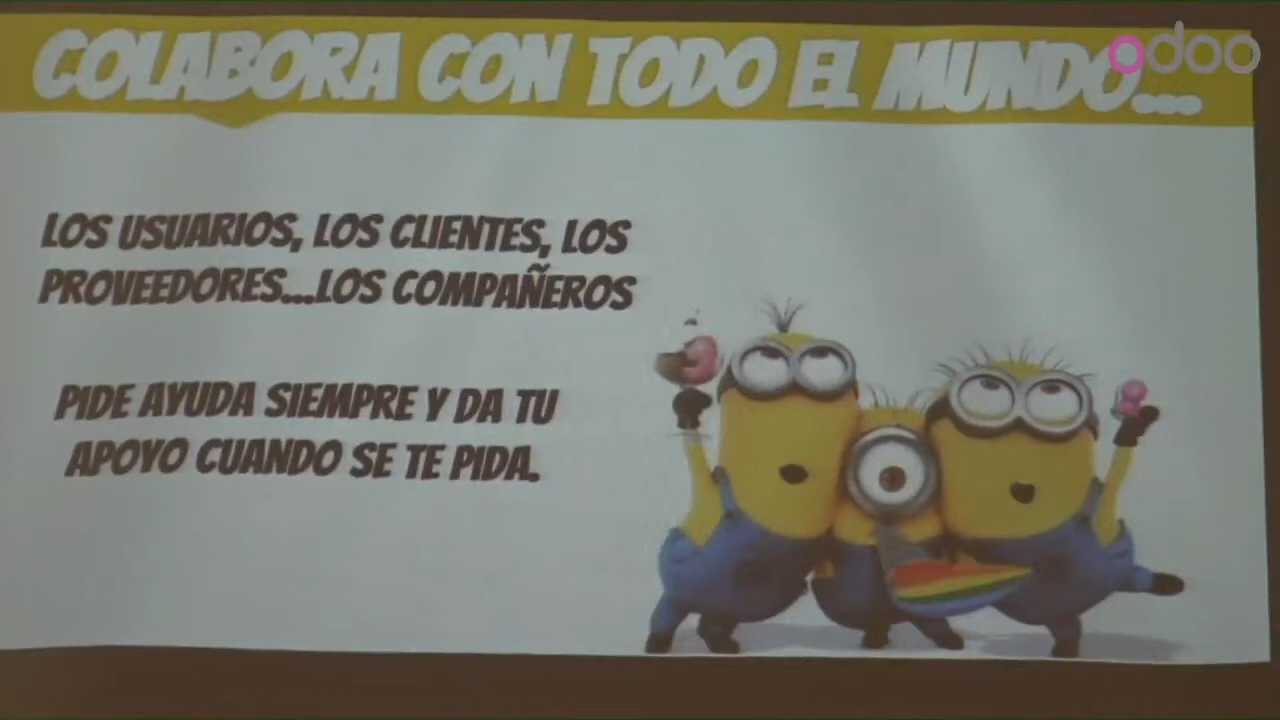 COLABORA CON TODO EL MUNDO...
odoo
LOS USUARIOS, LOS CLIENTES, LOS
PROVEEDORES...LOS COMPAÑEROS
PIDE AYUDA SIEMPRE Y DA TU
APOYO CUANDO SE TE PIDA.